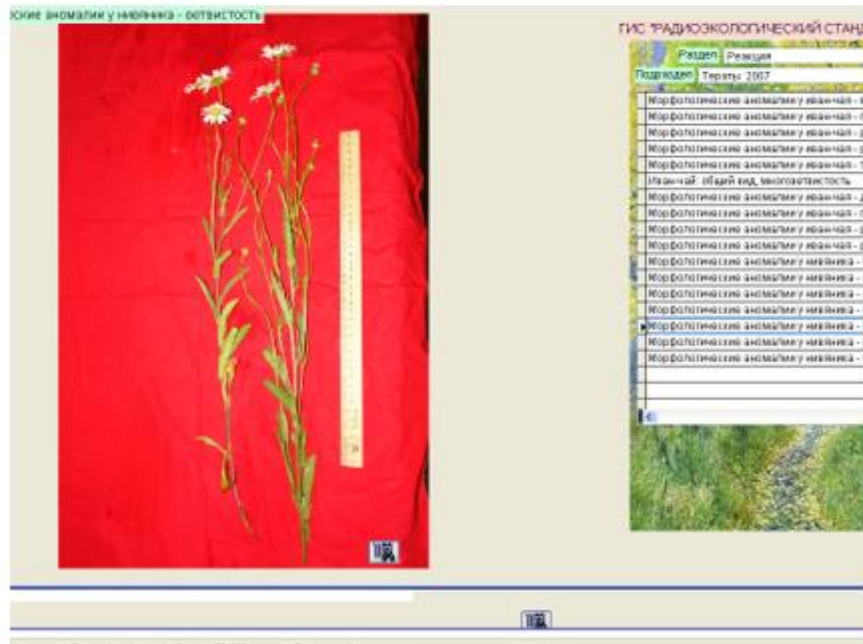 ские аномалии у нивяника - ветвистость
ГИС "РАДИОЭКОЛОГИЧЕСКИЙ СТАНД
Раздел Реакция
Подраздел Тераты 2007
Морфологические аномалии у иван-чая -
Морфологические аномалии у иван-чая -
Морфологические аномалии у иван-чая -
Морфологические аномалии у иван-чая -
Морфологические аномалии у иван-чая -
Иван-чай: общий вид, многоветвистость
Морфологические аномалии у иван-чая -
Морфологические аномалии у иван-чая -
Морфологические аномалии у иван-чая -
Морфологические аномалии у иван-чая -
Морфологические аномалии у нивяника -
Морфологические аномалии у нивяника -
Морфологические аномалии у нивяника -
Морфологические аномалии у нивяника -
Морфологические аномалии у нивяника -
Морфологические аномалии у нивяника -
Морфологические аномалии у нивяника -